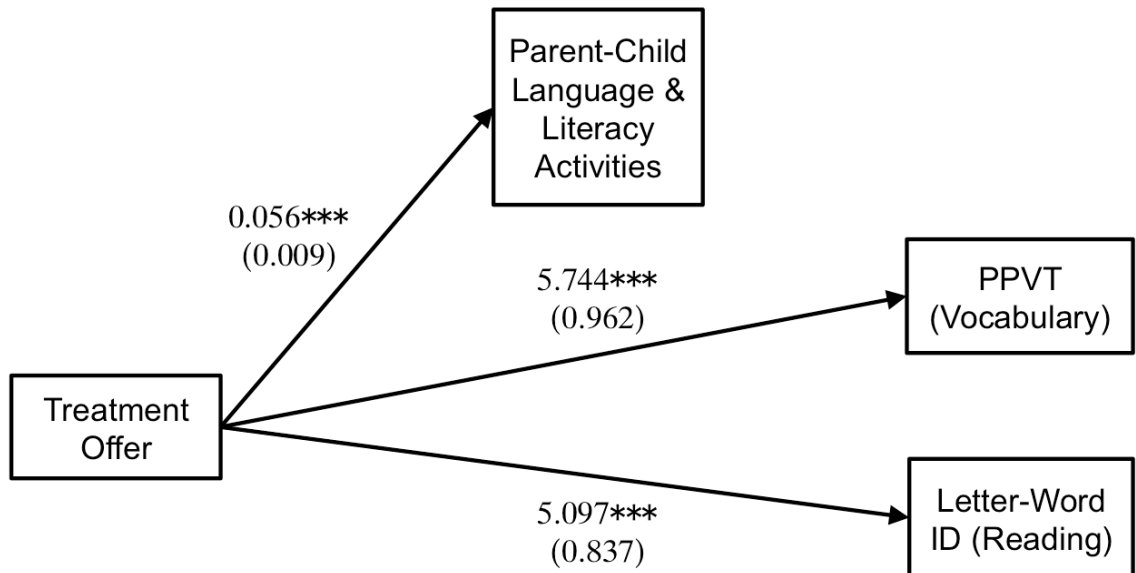 Parent-Child
Language &
Literacy
Activities
0.056***
(0.009)
5.744***
(0.962)
PPVT
(Vocabulary)
Treatment
Offer
5.097***
(0.837)
Letter-Word
ID (Reading)